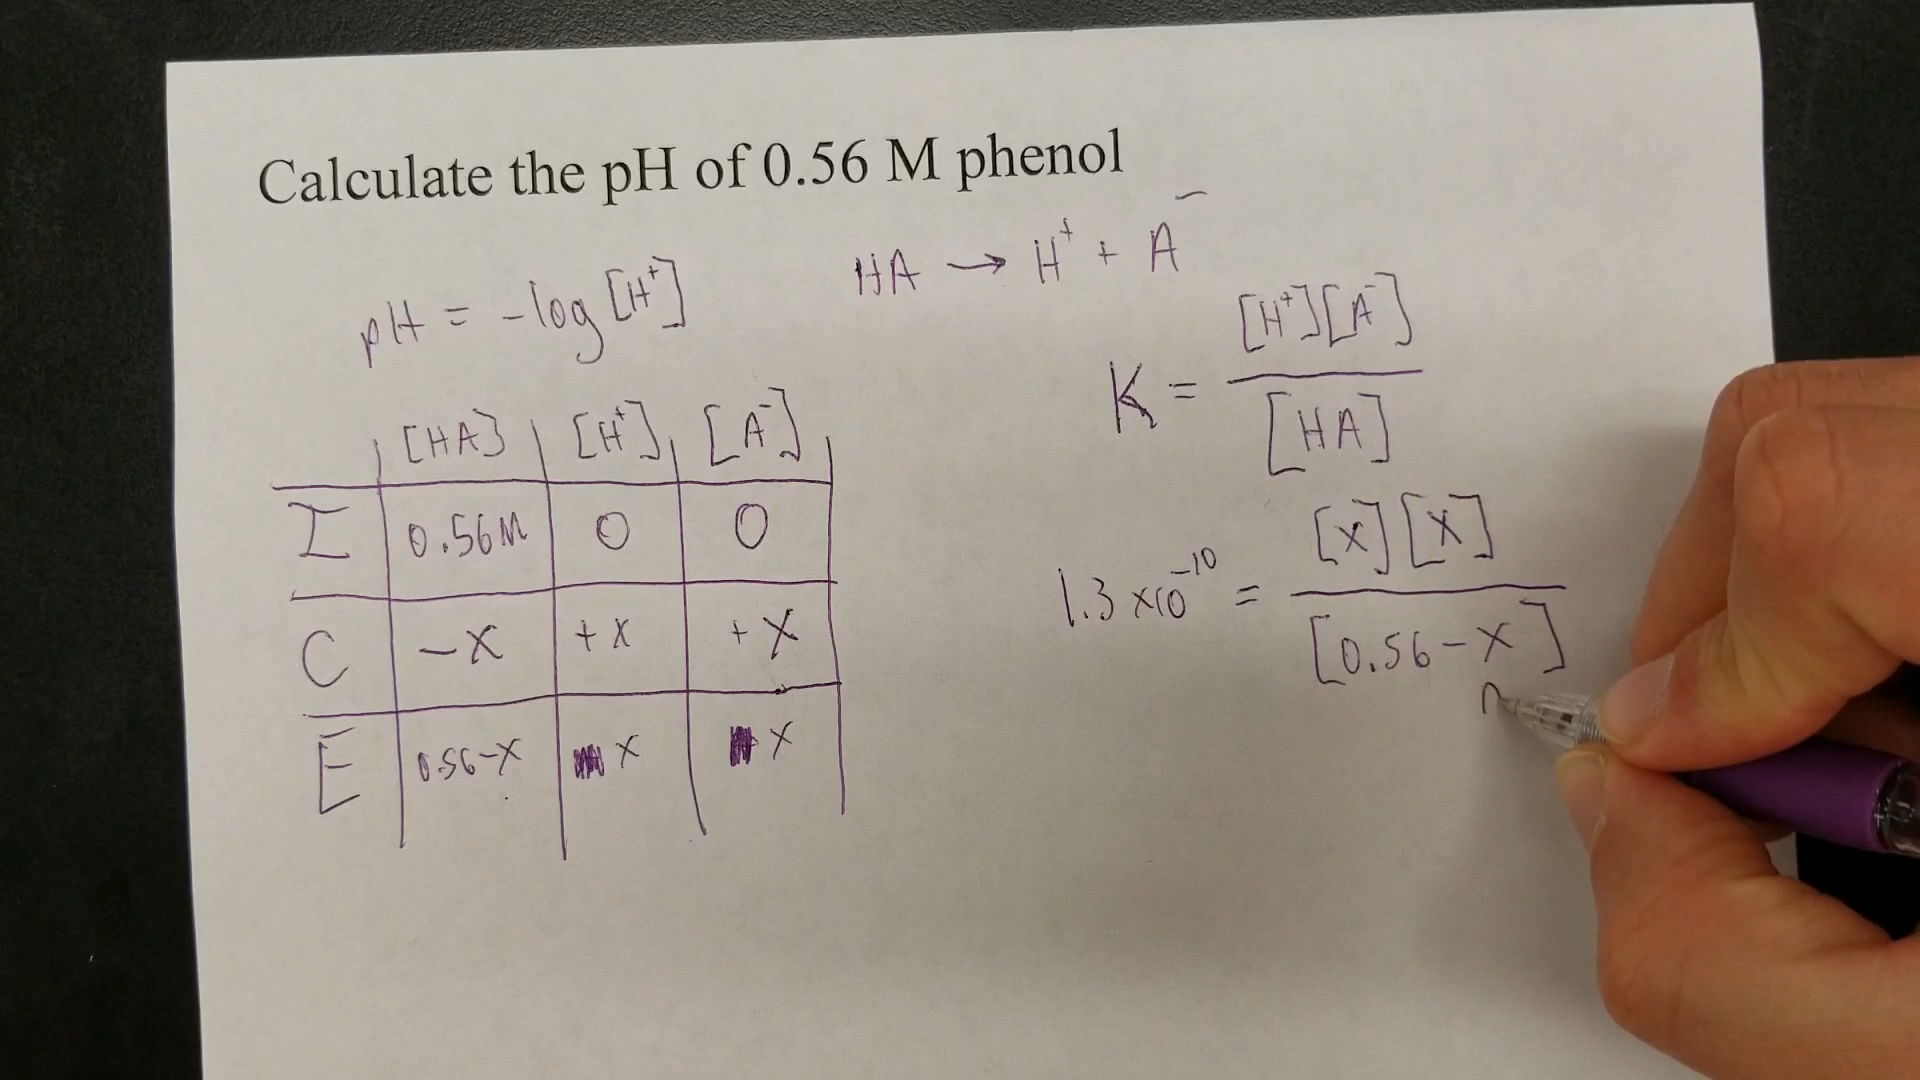 Calculate the pH of 0.56 M phenol
HA → H⁺ + A⁻
pH = -log [H⁺]
K = [H⁺][A⁻] / [HA]
[HA] [H⁺] [A⁻]
I 0.56M 0 0
C -X +X +X
E 0.56-X X X
1.3 x10⁻¹⁰ = [X][X] / [0.56-X]